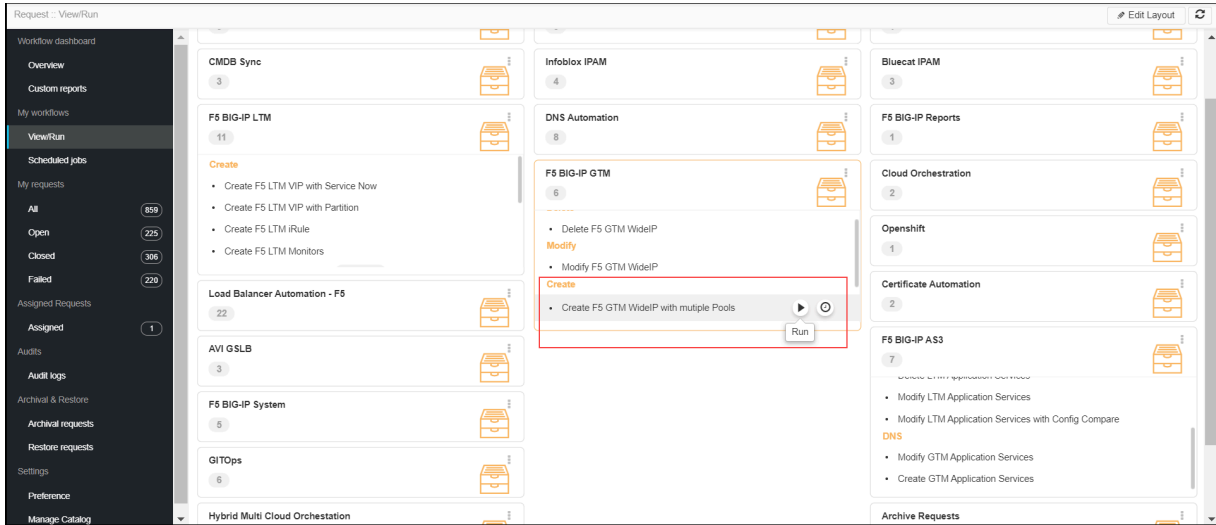 Request :: View/Run
Edit Layout
Workflow dashboard
Overview
Custom reports
My workflows
View/Run
Scheduled jobs
My requests
All 859
Open 225
Closed 306
Failed 220
Assigned Requests
Assigned 1
Audits
Audit logs
Archival & Restore
Archival requests
Restore requests
Settings
Preference
Manage Catalog
CMDB Sync
3
F5 BIG-IP LTM
11
Create
• Create F5 LTM VIP with Service Now
• Create F5 LTM VIP with Partition
• Create F5 LTM iRule
• Create F5 LTM Monitors
Load Balancer Automation - F5
22
AVI GSLB
3
F5 BIG-IP System
5
GITOps
6
Hybrid Multi Cloud Orchestation
Infoblox IPAM
4
DNS Automation
8
F5 BIG-IP GTM
6
• Delete F5 GTM WideIP
Modify
• Modify F5 GTM WideIP
Create
• Create F5 GTM WideIP with mutiple Pools
Run
Bluecat IPAM
3
F5 BIG-IP Reports
1
Cloud Orchestration
2
Openshift
1
Certificate Automation
2
F5 BIG-IP AS3
7
Delete LTM Application Services
• Modify LTM Application Services
• Modify LTM Application Services with Config Compare
DNS
• Modify GTM Application Services
• Create GTM Application Services
Archive Requests